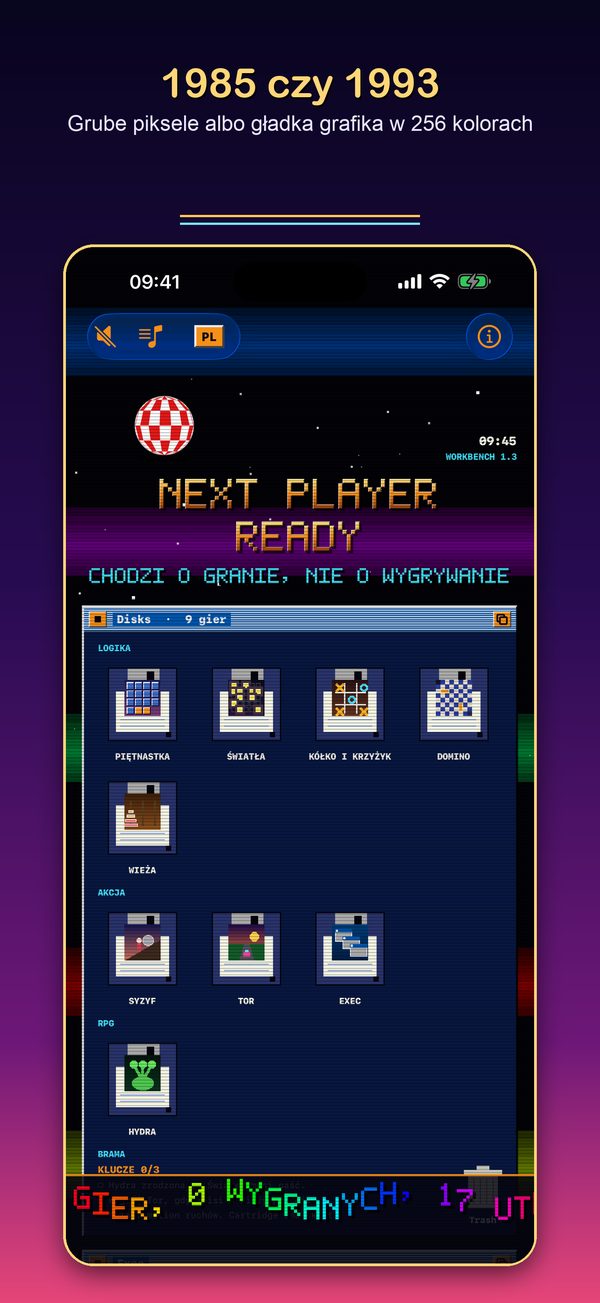 1985 czy 1993
Grube piksele albo gładka grafika w 256 kolorach
09:41
PL
09:45
WORKBENCH 1.3
NEXT PLAYER
READY
CHODZI O GRANIE, NIE O WYGRYWANIE
Disks · 9 gier
LOGIKA
PIĘTNASTKA ŚWIATŁA KÓŁKO I KRZYŻYK DOMINO
WIEŻA
AKCJA
SYZYF TOR EXEC
RPG
HYDRA
BRAMA
KLUCZE 0/3
GIER, 0 WYGRANYCH, 17
Trash